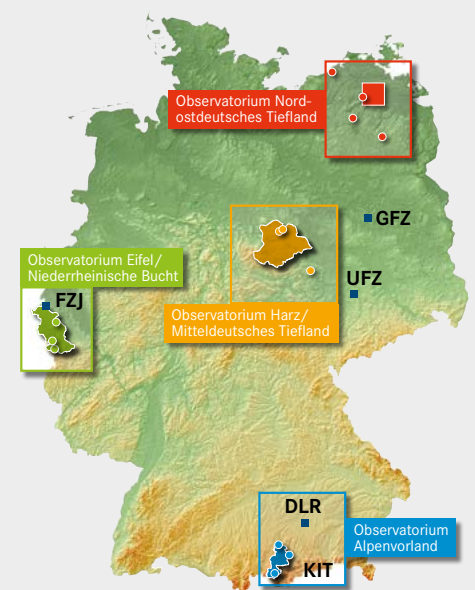 Observatorium Nord-
ostdeutsches Tiefland
GFZ
Observatorium Eifel/
Niederrheinische Bucht
FZJ
UFZ
Observatorium Harz/
Mitteldeutsches Tiefland
DLR
Observatorium
Alpenvorland
KIT